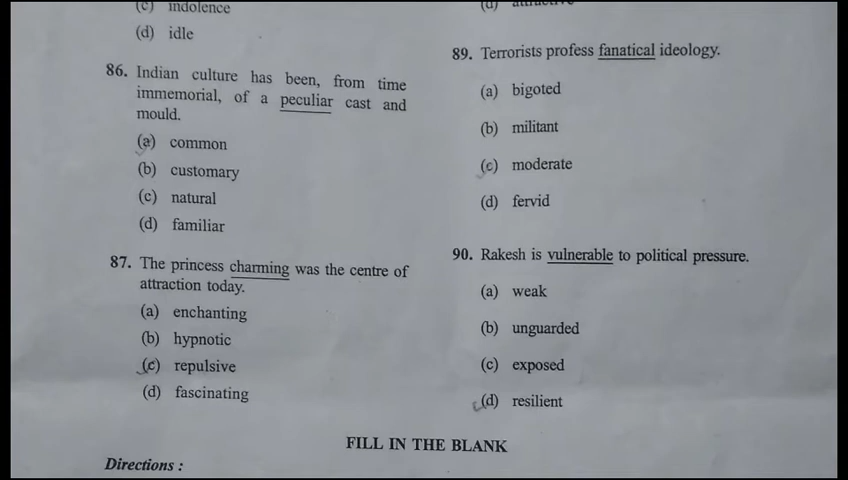 (c) indolence
(d) idle
86. Indian culture has been, from time
immemorial, of a peculiar cast and
mould.
(a) common
(b) customary
(c) natural
(d) familiar
87. The princess charming was the centre of
attraction today.
(a) enchanting
(b) hypnotic
(c) repulsive
(d) fascinating
(d) attractive
89. Terrorists profess fanatical ideology.
(a) bigoted
(b) militant
(c) moderate
(d) fervid
90. Rakesh is vulnerable to political pressure.
(a) weak
(b) unguarded
(c) exposed
(d) resilient
FILL IN THE BLANK
Directions :